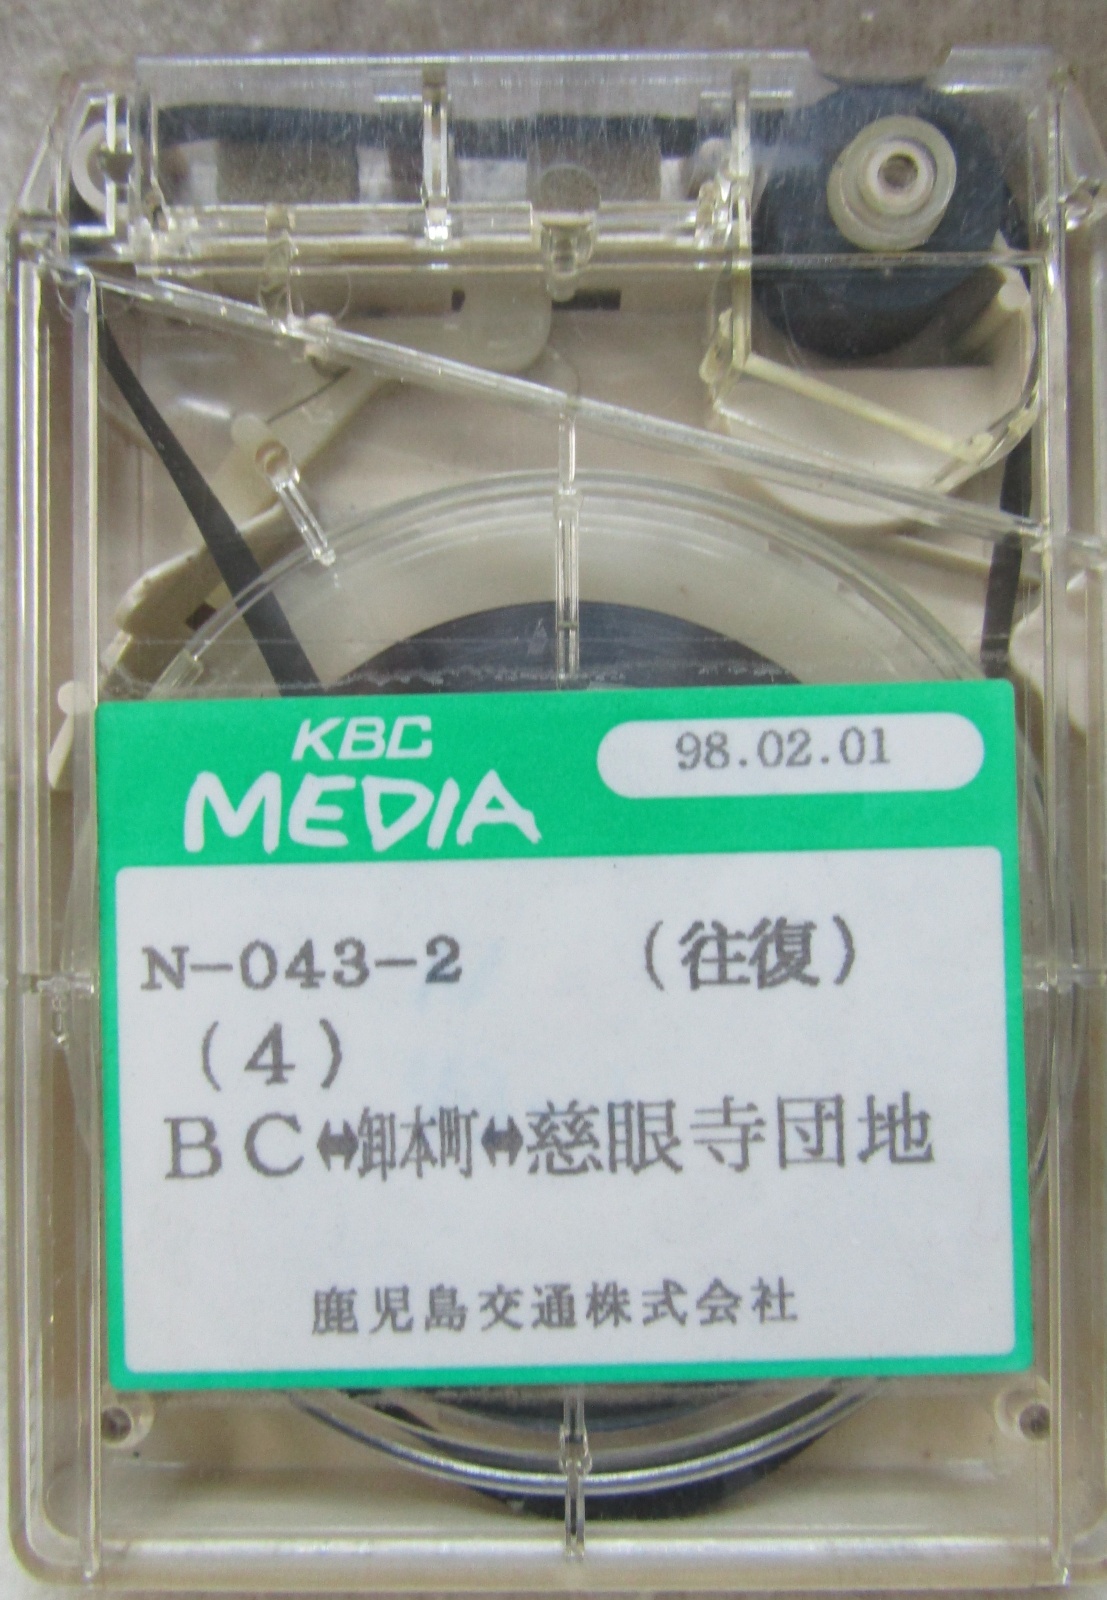 KBC
MEDIA
98.02.01
N-043-2 (往復)
(4)
BC↔卸本町↔慈眼寺団地
鹿児島交通株式会社